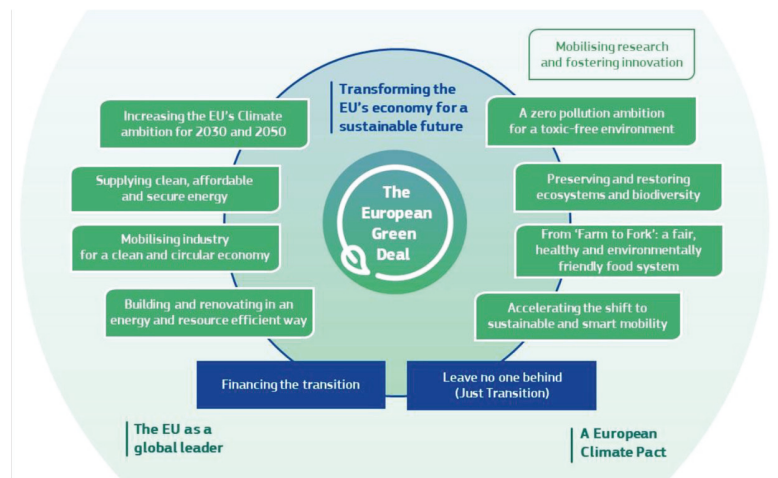 Mobilising research
and fostering innovation
Transforming the
EU's economy for a
sustainable future
Increasing the EU's Climate
ambition for 2030 and 2050
A zero pollution ambition
for a toxic-free environment
Supplying clean, affordable
and secure energy
Preserving and restoring
ecosystems and biodiversity
The
European
Green
Deal
Mobilising industry
for a clean and circular economy
From 'Farm to Fork': a fair,
healthy and environmentally
friendly food system
Building and renovating in an
energy and resource efficient way
Accelerating the shift to
sustainable and smart mobility
Financing the transition
Leave no one behind
(Just Transition)
The EU as a
global leader
A European
Climate Pact